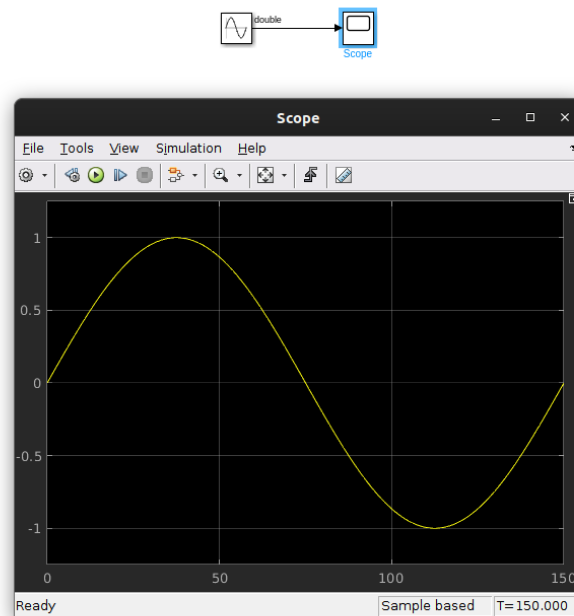 double
Scope
Scope
File Tools View Simulation Help
1
0.5
0
-0.5
-1
0 50 100 150
Ready Sample based T=150.000